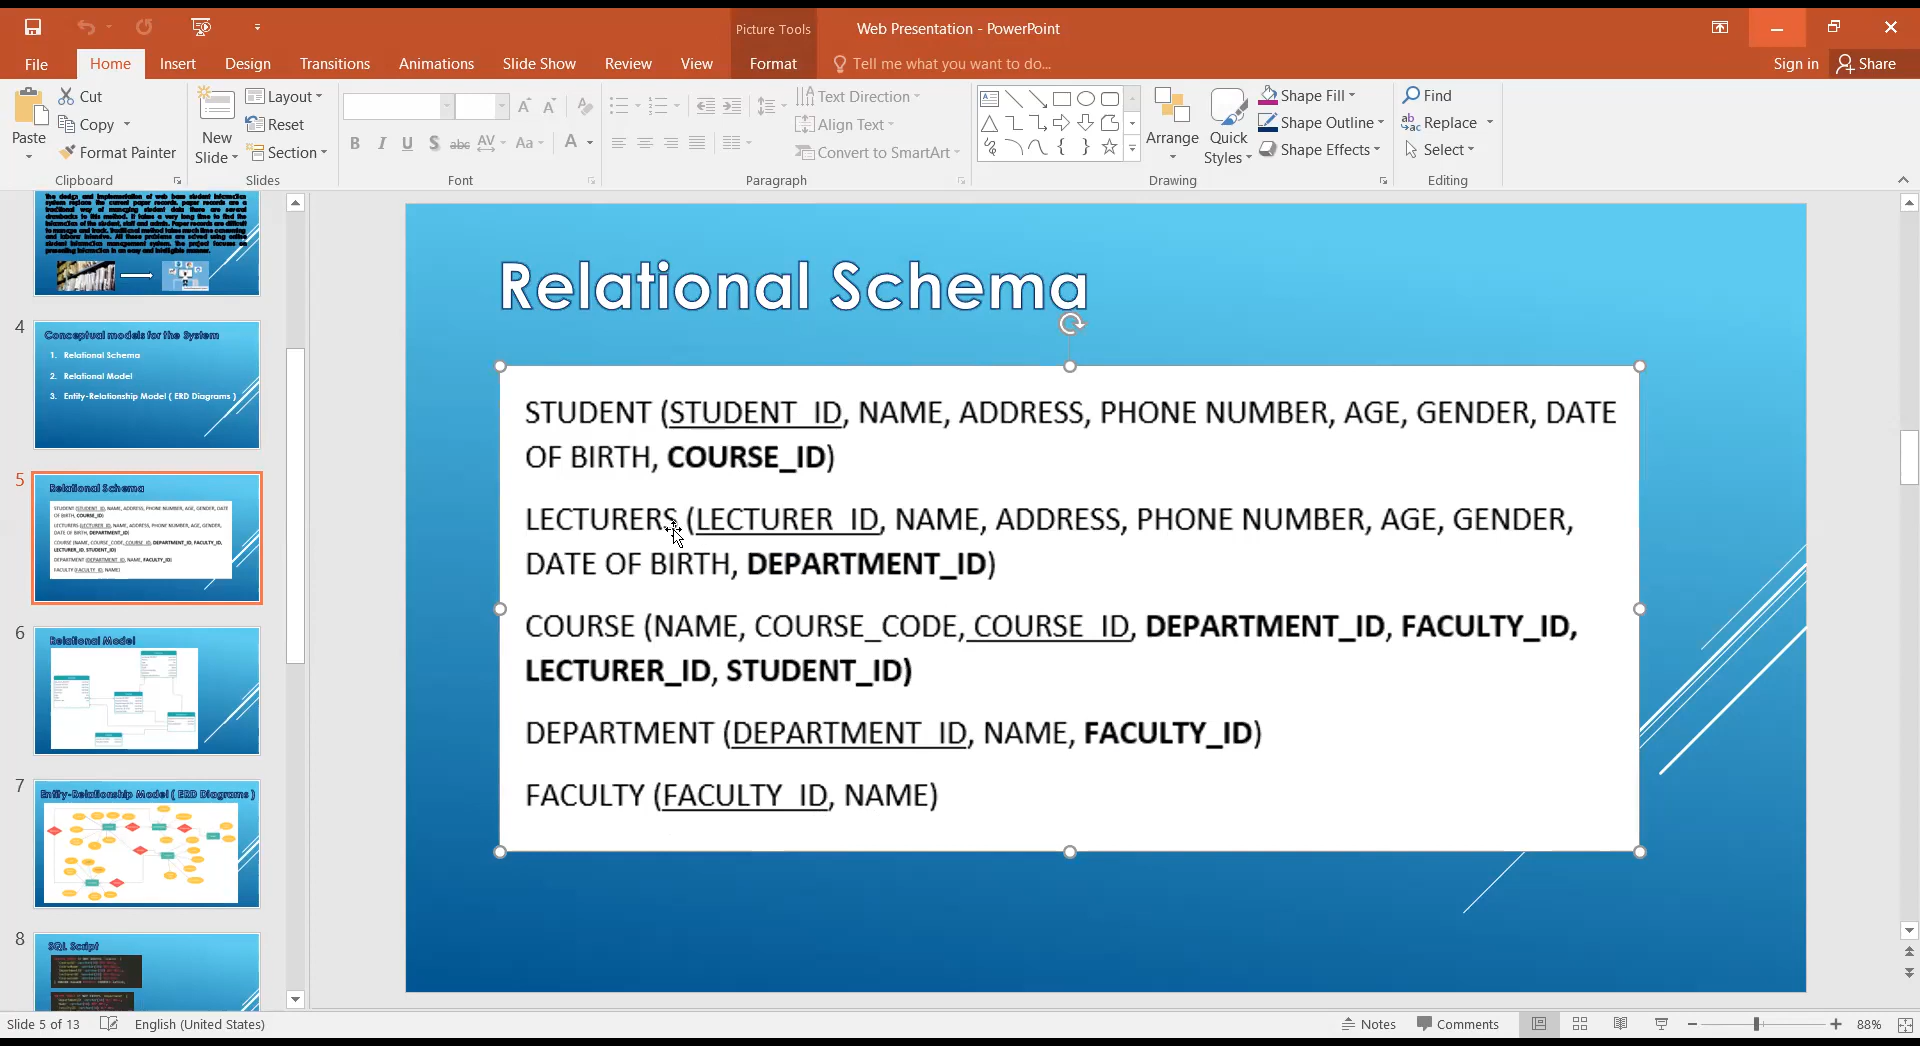 Picture Tools
Web Presentation - PowerPoint
File Home Insert Design Transitions Animations Slide Show Review View Format Tell me what you want to do... Sign in Share
Paste
Cut
Copy
Format Painter
Clipboard
New Slide
Layout
Reset
Section
Slides
B I U S abc AV Aa A
Font
Text Direction
Align Text
Convert to SmartArt
Paragraph
Arrange
Quick Styles
Shape Fill
Shape Outline
Shape Effects
Drawing
Find
Replace
Select
Editing
4
Conceptual models for the System
1. Relational Schema
2. Relational Model
3. Entity-Relationship Model ( ERD Diagrams )
5
Relational Schema
6
Relational Model
7
Entity-Relationship Model ( ERD Diagrams )
8
SQL Script
Relational Schema
STUDENT (STUDENT_ID, NAME, ADDRESS, PHONE NUMBER, AGE, GENDER, DATE
OF BIRTH, COURSE_ID)
LECTURERS (LECTURER_ID, NAME, ADDRESS, PHONE NUMBER, AGE, GENDER,
DATE OF BIRTH, DEPARTMENT_ID)
COURSE (NAME, COURSE_CODE, COURSE_ID, DEPARTMENT_ID, FACULTY_ID,
LECTURER_ID, STUDENT_ID)
DEPARTMENT (DEPARTMENT_ID, NAME, FACULTY_ID)
FACULTY (FACULTY_ID, NAME)
Slide 5 of 13 English (United States) Notes Comments 88%